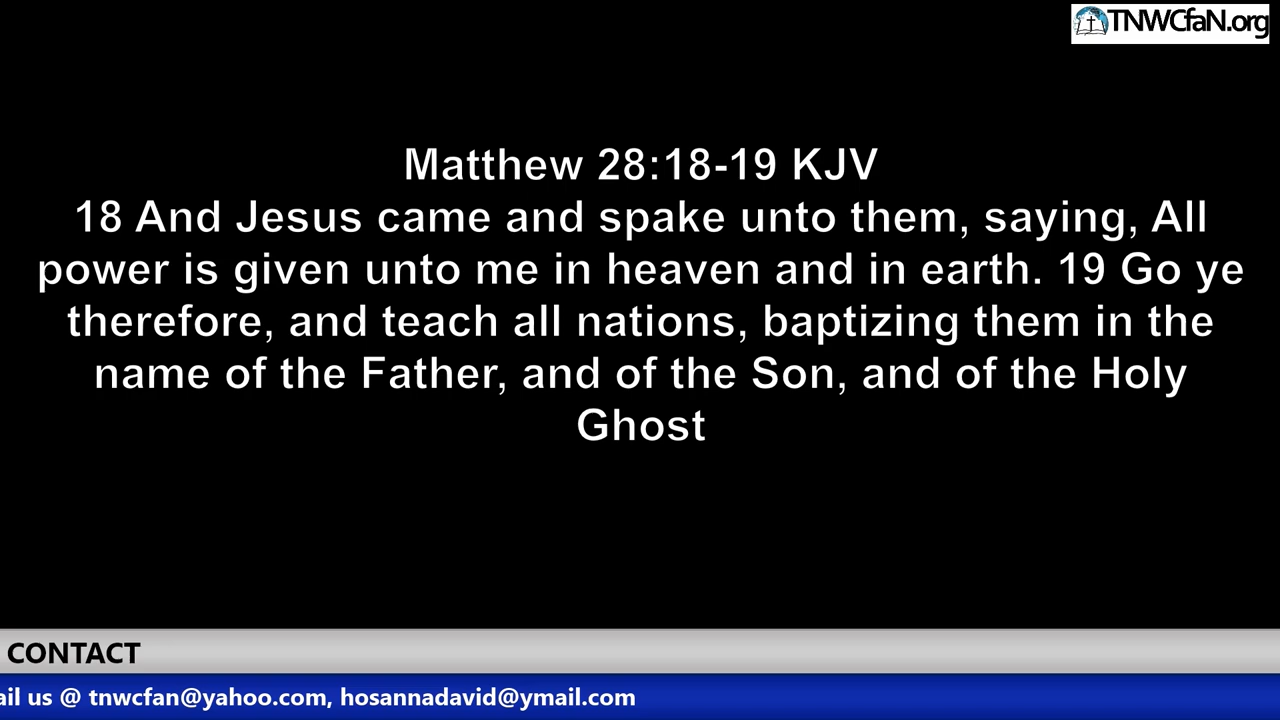 TNWCfaN.org
Matthew 28:18-19 KJV
18 And Jesus came and spake unto them, saying, All
power is given unto me in heaven and in earth. 19 Go ye
therefore, and teach all nations, baptizing them in the
name of the Father, and of the Son, and of the Holy
Ghost
CONTACT
ail us @ tnwcfan@yahoo.com, hosannadavid@ymail.com